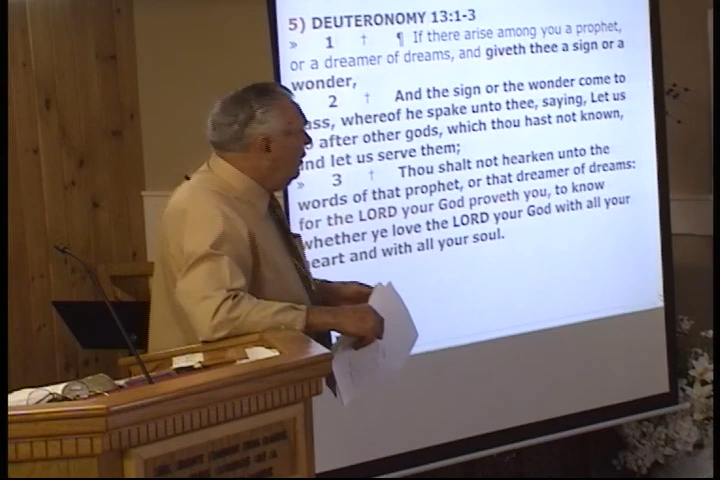 5) DEUTERONOMY 13:1-3
» 1 † ¶ If there arise among you a prophet,
or a dreamer of dreams, and giveth thee a sign or a
wonder,
2 † And the sign or the wonder come to
ass, whereof he spake unto thee, saying, Let us
after other gods, which thou hast not known,
nd let us serve them;
» 3 † Thou shalt not hearken unto the
words of that prophet, or that dreamer of dreams:
for the LORD your God proveth you, to know
whether ye love the LORD your God with all your
eart and with all your soul.